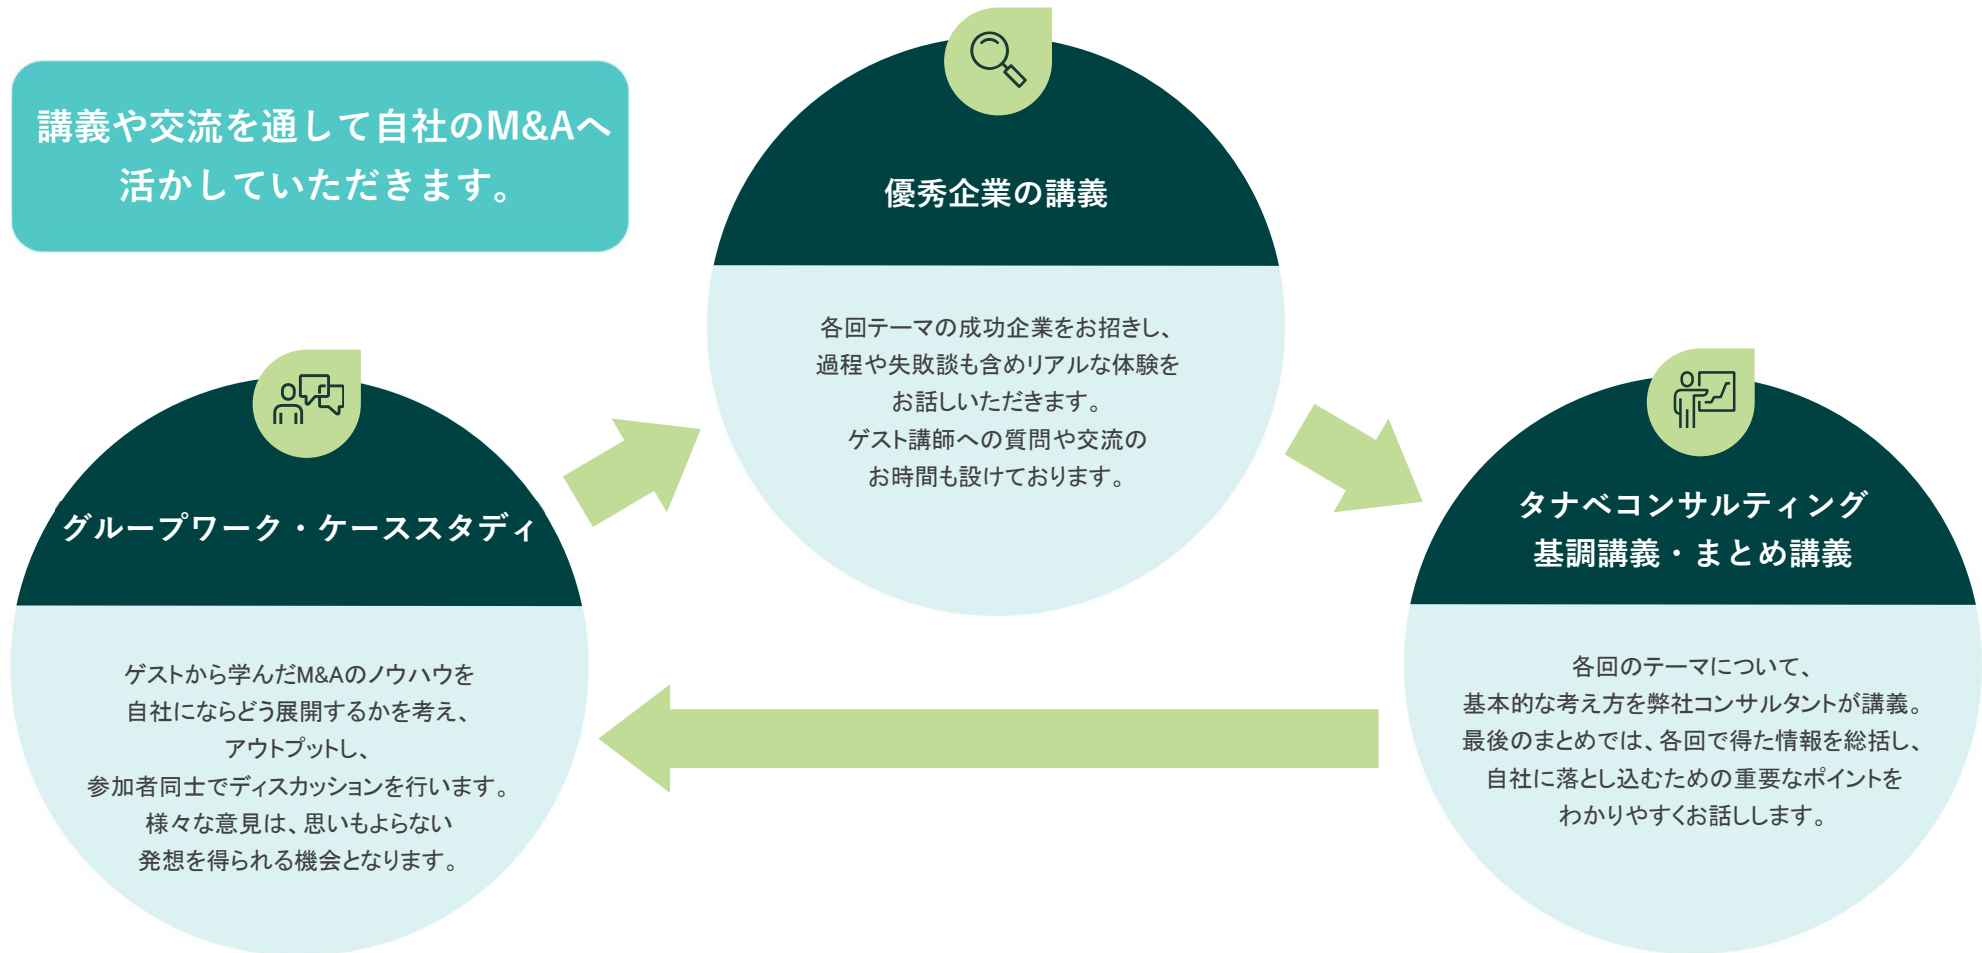 講義や交流を通して自社のM&Aへ
活かしていただきます。
優秀企業の講義
各回テーマの成功企業をお招きし、
過程や失敗談も含めリアルな体験を
お話しいただきます。
ゲスト講師への質問や交流の
お時間も設けております。
タナベコンサルティング
基調講義・まとめ講義
各回のテーマについて、
基本的な考え方を弊社コンサルタントが講義。
最後のまとめでは、各回で得た情報を総括し、
自社に落とし込むための重要なポイントを
わかりやすくお話しします。
グループワーク・ケーススタディ
ゲストから学んだM&Aのノウハウを
自社にならどう展開するかを考え、
アウトプットし、
参加者同士でディスカッションを行います。
様々な意見は、思いもよらない
発想を得られる機会となります。